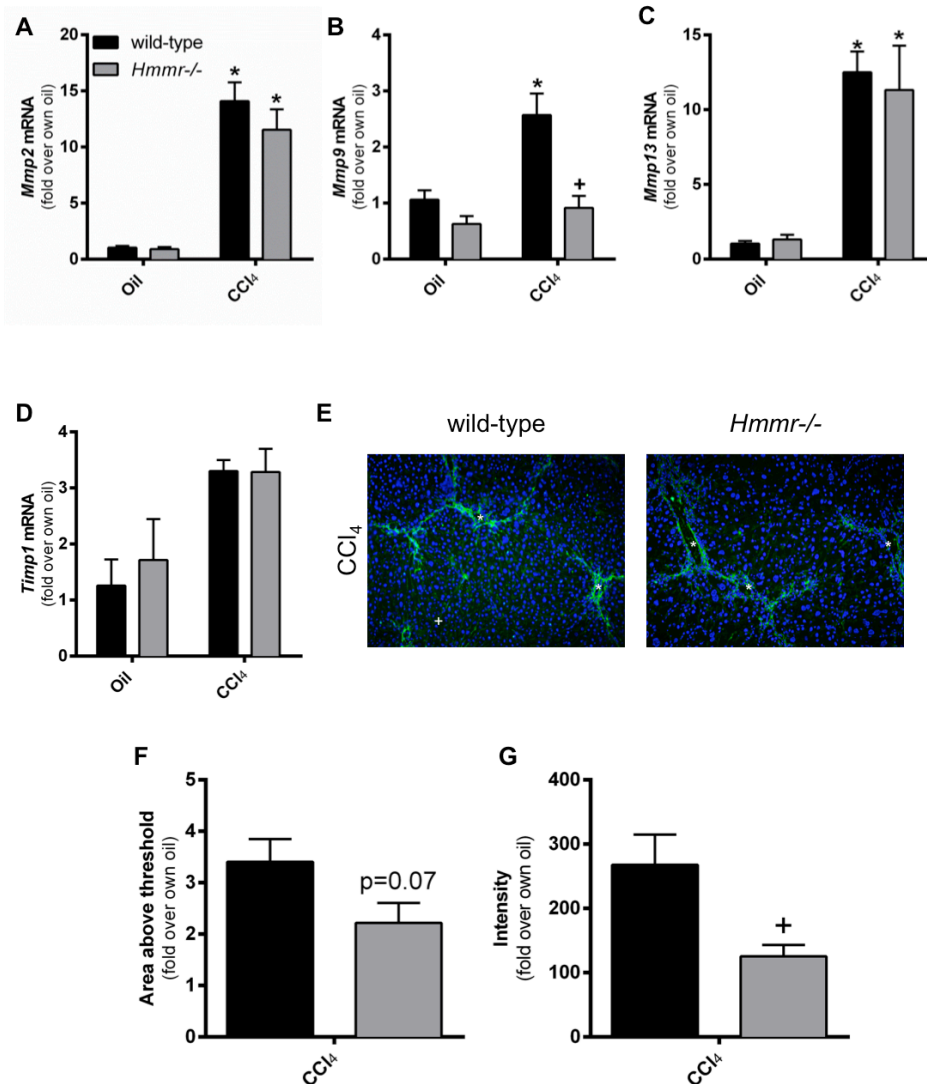 A
20
15
10
5
0
Mmp2 mRNA
(fold over own oil)
wild-type
Hmmr-/-
*
*
Oil
CCl₄
B
4
3
2
1
0
Mmp9 mRNA
(fold over own oil)
*
+
Oil
CCl₄
C
15
10
5
0
Mmp13 mRNA
(fold over own oil)
*
*
Oil
CCl₄
D
4
3
2
1
0
Timp1 mRNA
(fold over own oil)
Oil
CCl₄
E
wild-type
Hmmr-/-
CCl₄
*
*
+
*
*
*
F
5
4
3
2
1
0
Area above threshold
(fold over own oil)
p=0.07
CCl₄
G
400
300
200
100
0
Intensity
(fold over own oil)
+
CCl₄